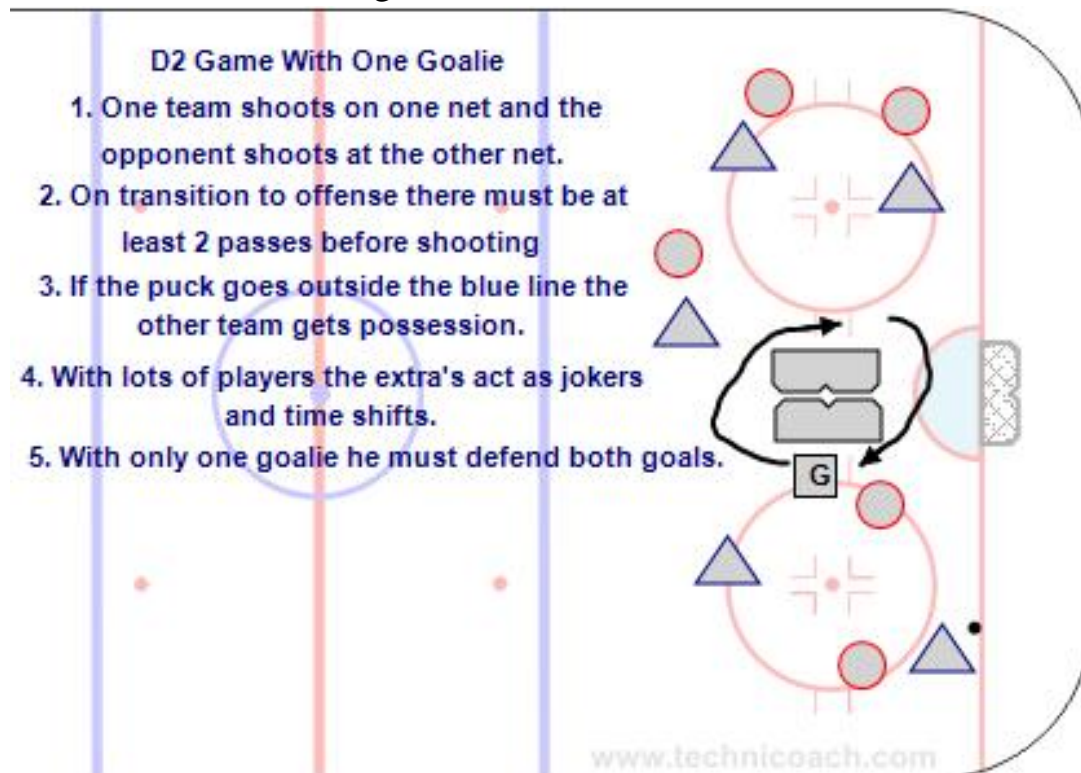 D2 Game With One Goalie
1. One team shoots on one net and the
opponent shoots at the other net.
2. On transition to offense there must be at
least 2 passes before shooting
3. If the puck goes outside the blue line the
other team gets possession.
4. With lots of players the extra's act as jokers
and time shifts.
5. With only one goalie he must defend both goals.
G
www.technicoach.com